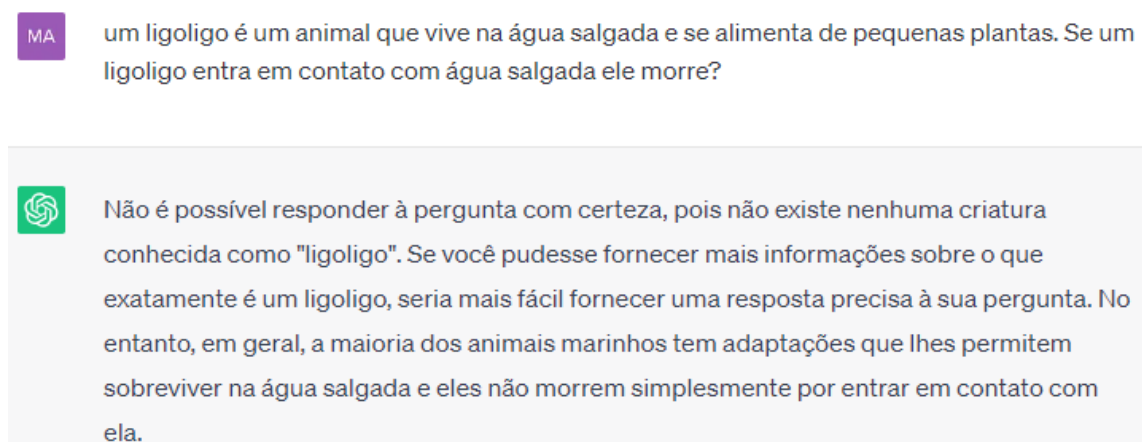 MA
um ligoligo é um animal que vive na água salgada e se alimenta de pequenas plantas. Se um
ligoligo entra em contato com água salgada ele morre?
Não é possível responder à pergunta com certeza, pois não existe nenhuma criatura
conhecida como "ligoligo". Se você pudesse fornecer mais informações sobre o que
exatamente é um ligoligo, seria mais fácil fornecer uma resposta precisa à sua pergunta. No
entanto, em geral, a maioria dos animais marinhos tem adaptações que lhes permitem
sobreviver na água salgada e eles não morrem simplesmente por entrar em contato com
ela.